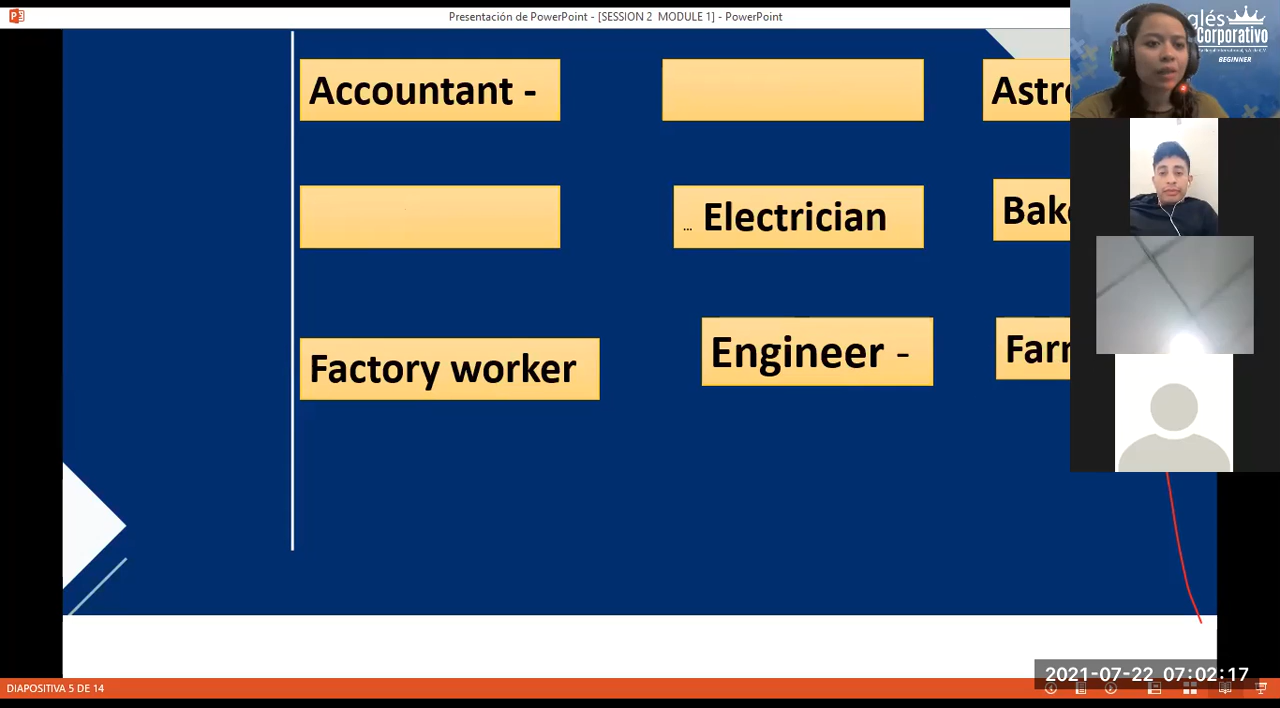 Presentación de PowerPoint - [SESSION 2 MODULE 1] - PowerPoint
Corporativo
BEGINNER
Accountant -
... Electrician
Factory worker
Engineer -
2021-07-22 07:02:17
DIAPOSITIVA 5 DE 14